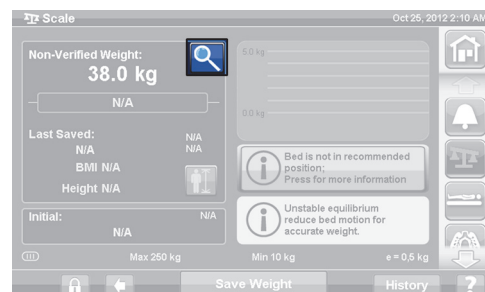 Scale
Oct 25, 2012 2:10 AM
Non-Verified Weight:
38.0 kg
N/A
Last Saved:
N/A
N/A
N/A
BMI N/A
Height N/A
Initial:
N/A
N/A
5.0 kg
0.0 kg
Bed is not in recommended
position;
Press for more information
Unstable equilibrium
reduce bed motion for
accurate weight.
Max 250 kg
Min 10 kg
e = 0,5 kg
Save Weight
History
?